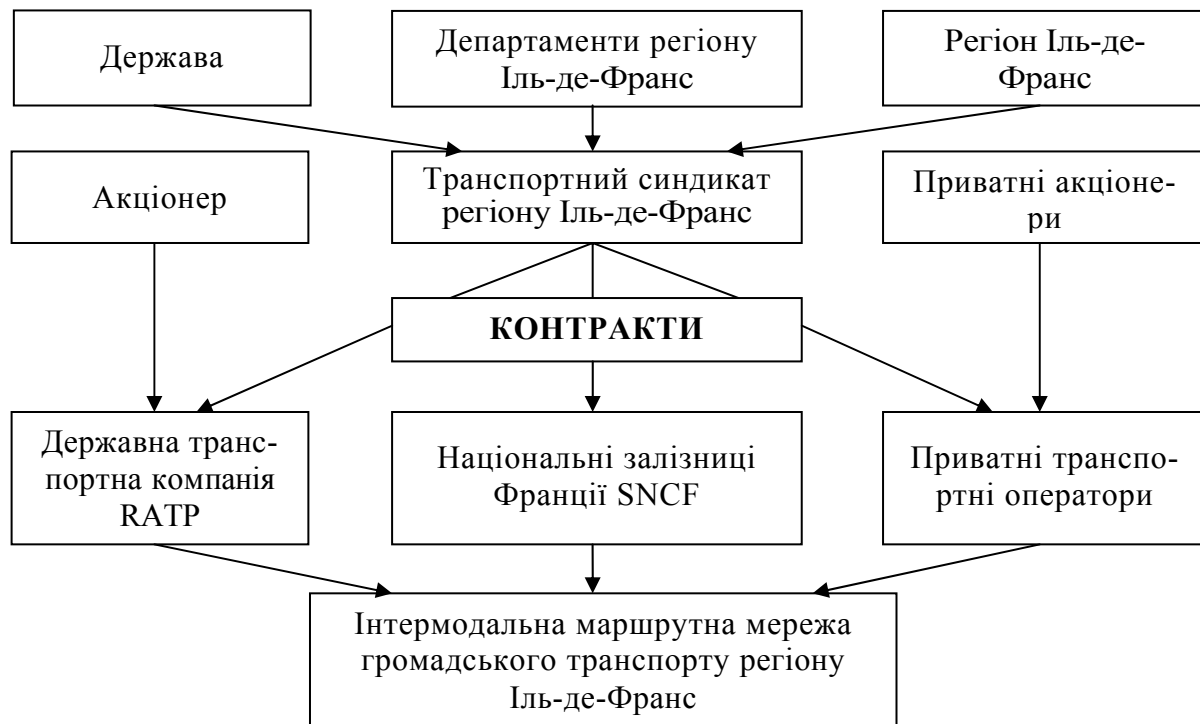 Держава
Департаменти регіону
Іль-де-Франс
Регіон Іль-де-
Франс
Акціонер
Транспортний синдикат
регіону Іль-де-Франс
Приватні акціоне-
ри
КОНТРАКТИ
Державна транс-
портна компанія
RATP
Національні залізниці
Франції SNCF
Приватні транспо-
ртні оператори
Інтермодальна маршрутна мережа
громадського транспорту регіону
Іль-де-Франс